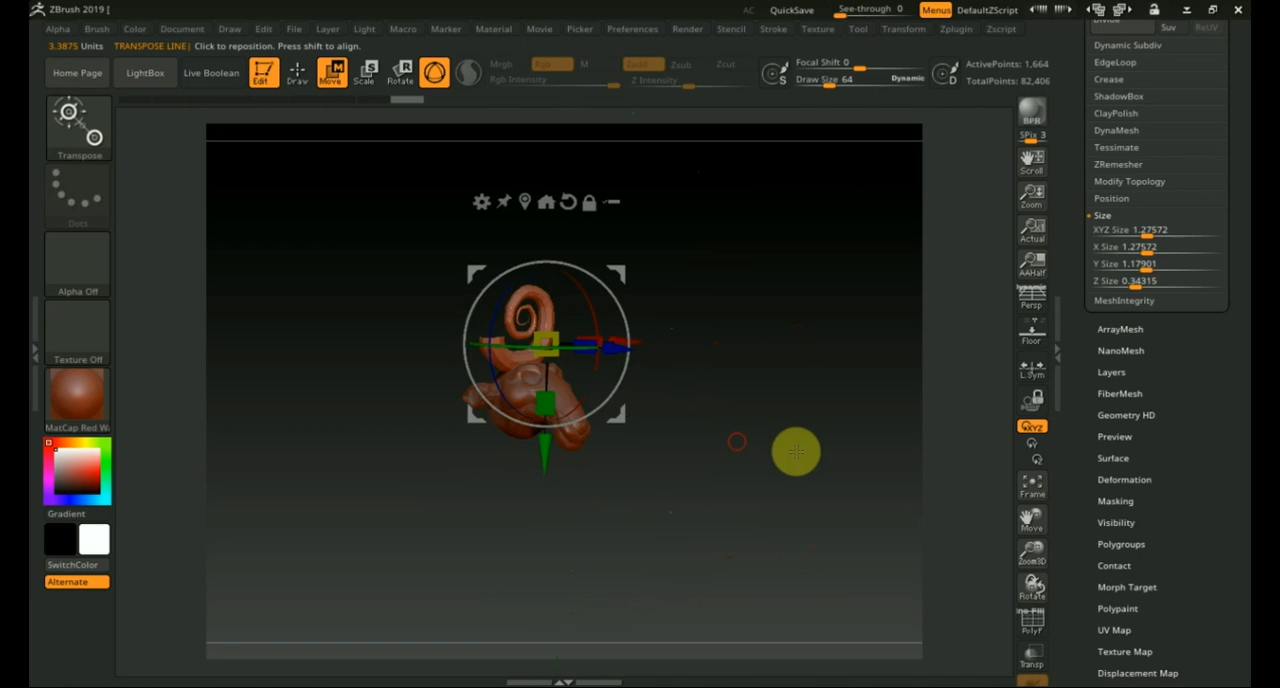 ZBrush 2019 [
AC QuickSave See-through 0 Menus DefaultZScript
Alpha Brush Color Document Draw Edit File Layer Light Macro Marker Material Movie Picker Preferences Render Stencil Stroke Texture Tool Transform Zplugin Zscript
3.3875 Units TRANSPOSE LINE| Click to reposition. Press shift to align.
Home Page LightBox Live Boolean Edit Draw Move Scale Rotate
Mrgb Rgb M Zadd Zsub Zcut
Rgb Intensity Z Intensity
S Focal Shift 0
Draw Size 64 Dynamic D
ActivePoints: 1,664
TotalPoints: 82,406
Transpose
Dots
Alpha Off
Texture Off
MatCap Red Wa
Gradient
SwitchColor
Alternate
BPR
SPix 3
Scroll
Zoom
Actual
AAHalf
Dynamic
Persp
Floor
L.Sym
XYZ
Frame
Move
Zoom3D
Rotate
PolyF
Transp
Divide Suv ReUV
Dynamic Subdiv
EdgeLoop
Crease
ShadowBox
ClayPolish
DynaMesh
Tessimate
ZRemesher
Modify Topology
Position
Size
XYZ Size 1.27572
X Size 1.27572
Y Size 1.17901
Z Size 0.34315
MeshIntegrity
ArrayMesh
NanoMesh
Layers
FiberMesh
Geometry HD
Preview
Surface
Deformation
Masking
Visibility
Polygroups
Contact
Morph Target
Polypaint
UV Map
Texture Map
Displacement Map